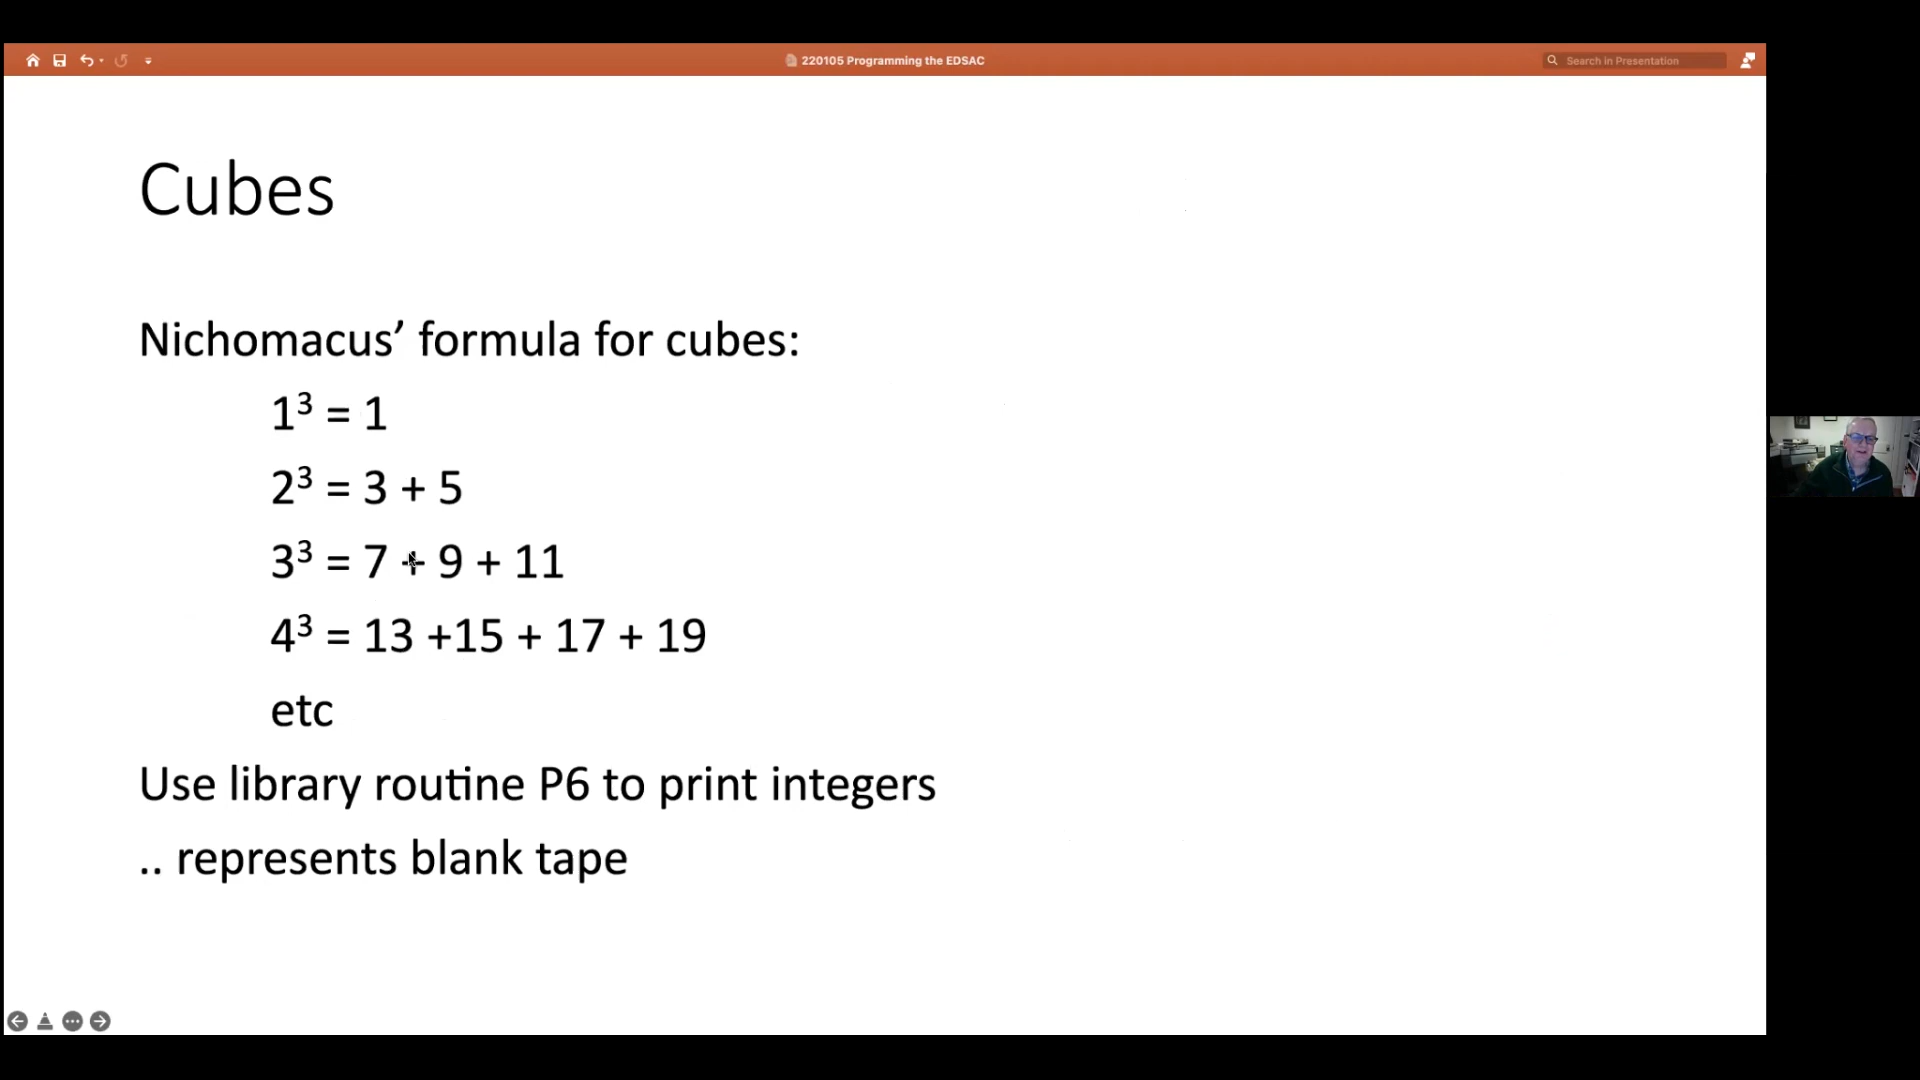 220105 Programming the EDSAC
Search in Presentation
Cubes
Nichomacus’ formula for cubes:
1³ = 1
2³ = 3 + 5
3³ = 7 + 9 + 11
4³ = 13 +15 + 17 + 19
etc
Use library routine P6 to print integers
.. represents blank tape